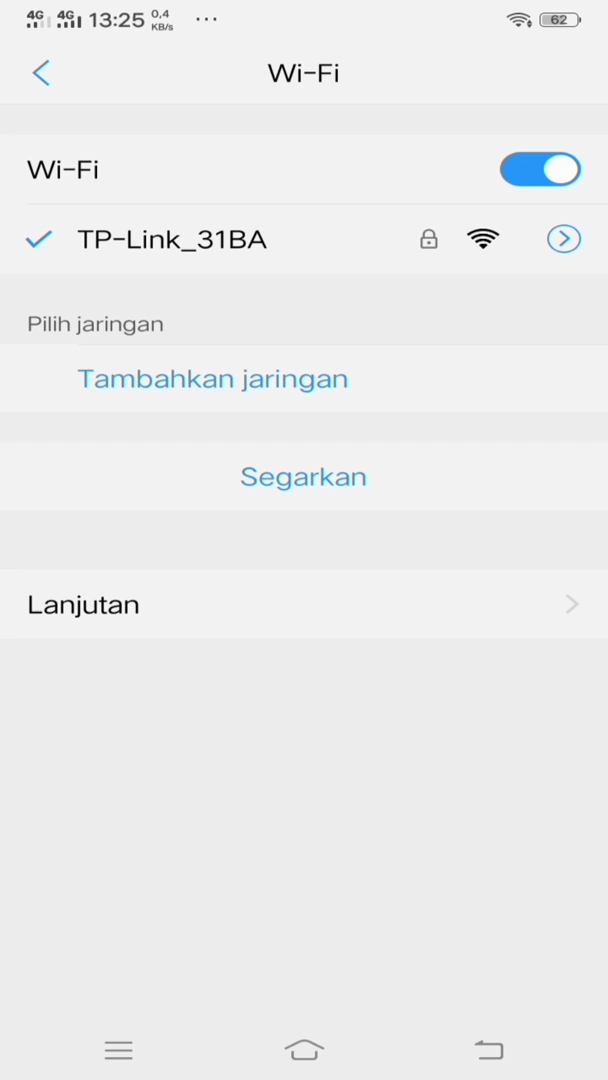 4G 4G 13:25 0,4 KB/s ... 62
Wi-Fi
Wi-Fi
TP-Link_31BA
Pilih jaringan
Tambahkan jaringan
Segarkan
Lanjutan